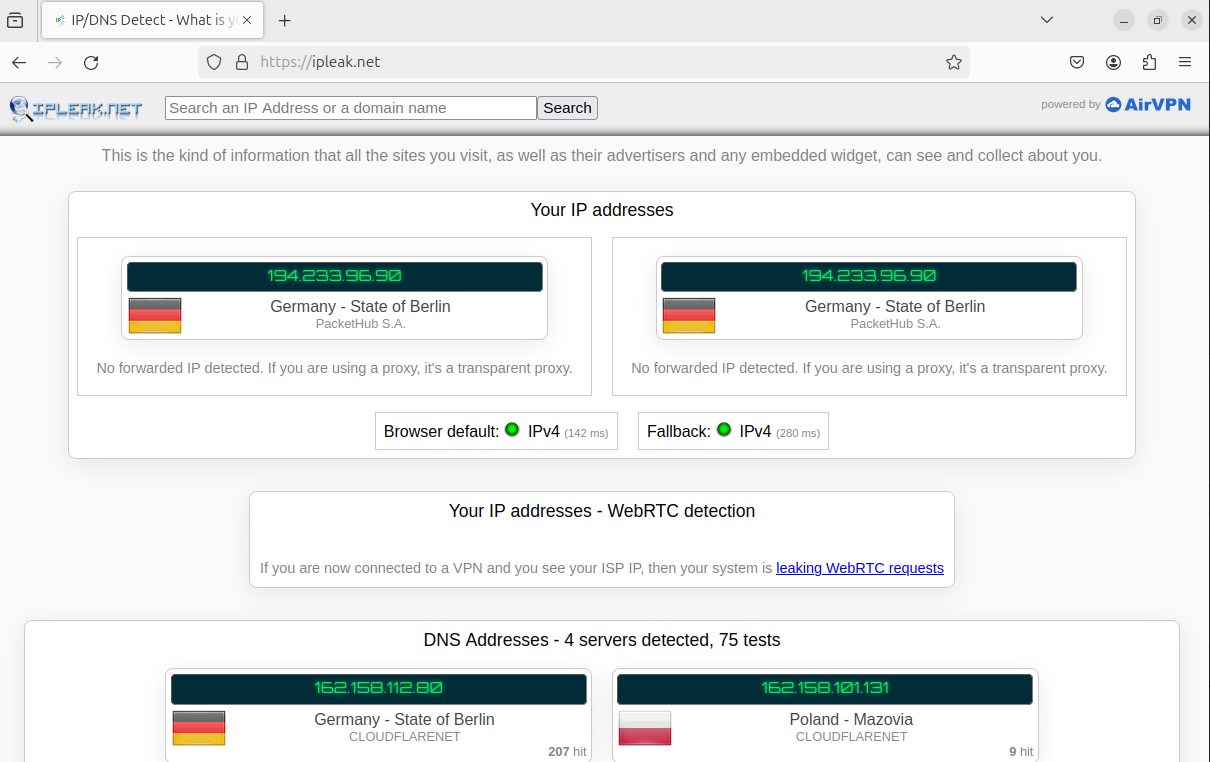 IP/DNS Detect - What is y
https://ipleak.net
IPLEAK.NET
Search an IP Address or a domain name
Search
powered by AirVPN
This is the kind of information that all the sites you visit, as well as their advertisers and any embedded widget, can see and collect about you.
Your IP addresses
194.233.96.90
Germany - State of Berlin
PacketHub S.A.
No forwarded IP detected. If you are using a proxy, it's a transparent proxy.
194.233.96.90
Germany - State of Berlin
PacketHub S.A.
No forwarded IP detected. If you are using a proxy, it's a transparent proxy.
Browser default: IPv4 (142 ms)
Fallback: IPv4 (280 ms)
Your IP addresses - WebRTC detection
If you are now connected to a VPN and you see your ISP IP, then your system is leaking WebRTC requests
DNS Addresses - 4 servers detected, 75 tests
162.158.112.80
Germany - State of Berlin
CLOUDFLARENET
207 hit
162.158.101.131
Poland - Mazovia
CLOUDFLARENET
9 hit